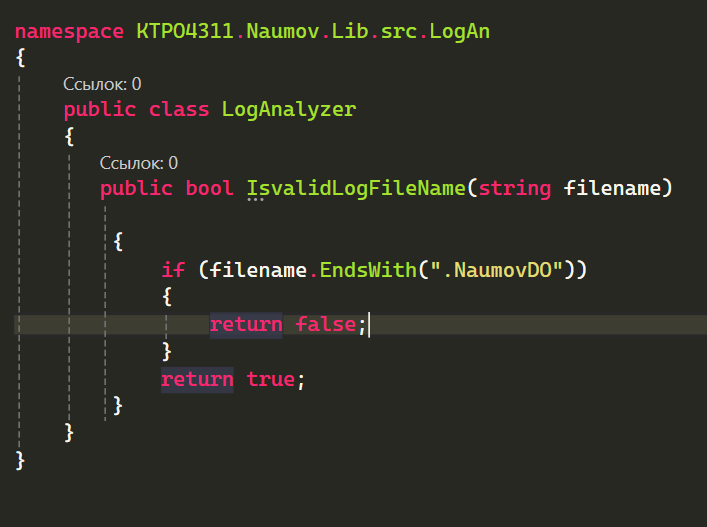 namespace KTPO4311.Naumov.Lib.src.LogAn
{
Ссылок: 0
public class LogAnalyzer
{
Ссылок: 0
public bool IsvalidLogFileName(string filename)
{
if (filename.EndsWith(".NaumovDO"))
{
return false;
}
return true;
}
}
}